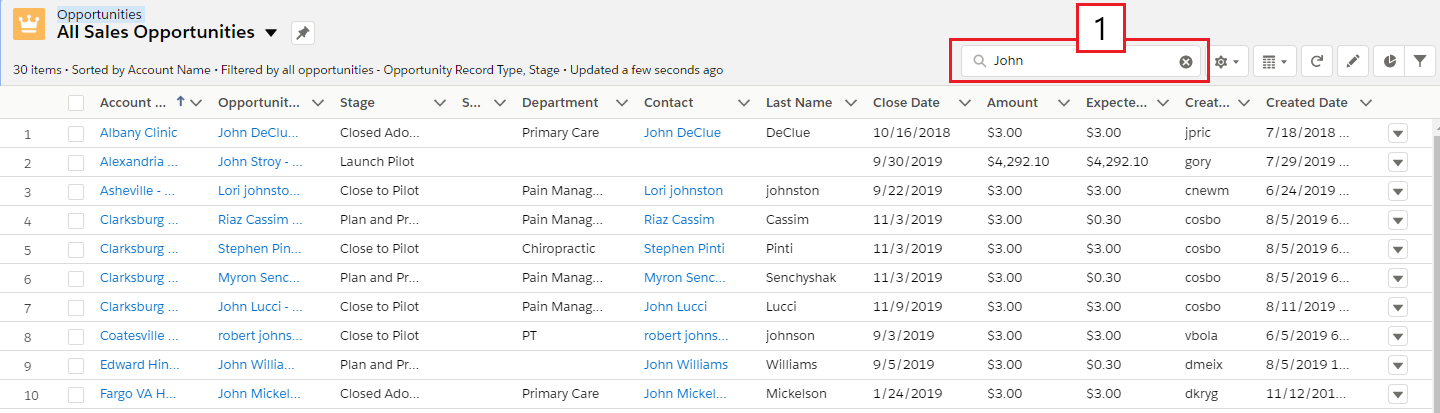 Opportunities
All Sales Opportunities
1
30 items • Sorted by Account Name • Filtered by all opportunities - Opportunity Record Type, Stage • Updated a few seconds ago
John
Account ... Opportunit... Stage S... Department Contact Last Name Close Date Amount Expecte... Creat... Created Date
1 Albany Clinic John DeClu... Closed Ado... Primary Care John DeClue DeClue 10/16/2018 $3.00 $3.00 jpric 7/18/2018 ...
2 Alexandria ... John Stroy - ... Launch Pilot 9/30/2019 $4,292.10 $4,292.10 gory 7/29/2019 ...
3 Asheville - ... Lori johnsto... Close to Pilot Pain Manag... Lori johnston johnston 9/22/2019 $3.00 $3.00 cnewm 6/24/2019 ...
4 Clarksburg ... Riaz Cassim ... Plan and Pr... Pain Manag... Riaz Cassim Cassim 11/3/2019 $3.00 $0.30 cosbo 8/5/2019 6...
5 Clarksburg ... Stephen Pin... Close to Pilot Chiropractic Stephen Pinti Pinti 11/3/2019 $3.00 $3.00 cosbo 8/5/2019 6...
6 Clarksburg ... Myron Senc... Plan and Pr... Pain Manag... Myron Senc... Senchyshak 11/3/2019 $3.00 $0.30 cosbo 8/5/2019 6...
7 Clarksburg ... John Lucci - ... Close to Pilot Pain Manag... John Lucci Lucci 11/9/2019 $3.00 $3.00 cosbo 8/11/2019 ...
8 Coatesville ... robert johns... Close to Pilot PT robert johns... johnson 9/3/2019 $3.00 $3.00 vbola 6/5/2019 6...
9 Edward Hin... John Willia... Plan and Pr... John Williams Williams 9/5/2019 $3.00 $0.30 dmeix 8/5/2019 1...
10 Fargo VA H... John Mickel... Closed Ado... Primary Care John Mickels... Mickelson 1/24/2019 $3.00 $3.00 dkryg 11/12/201...